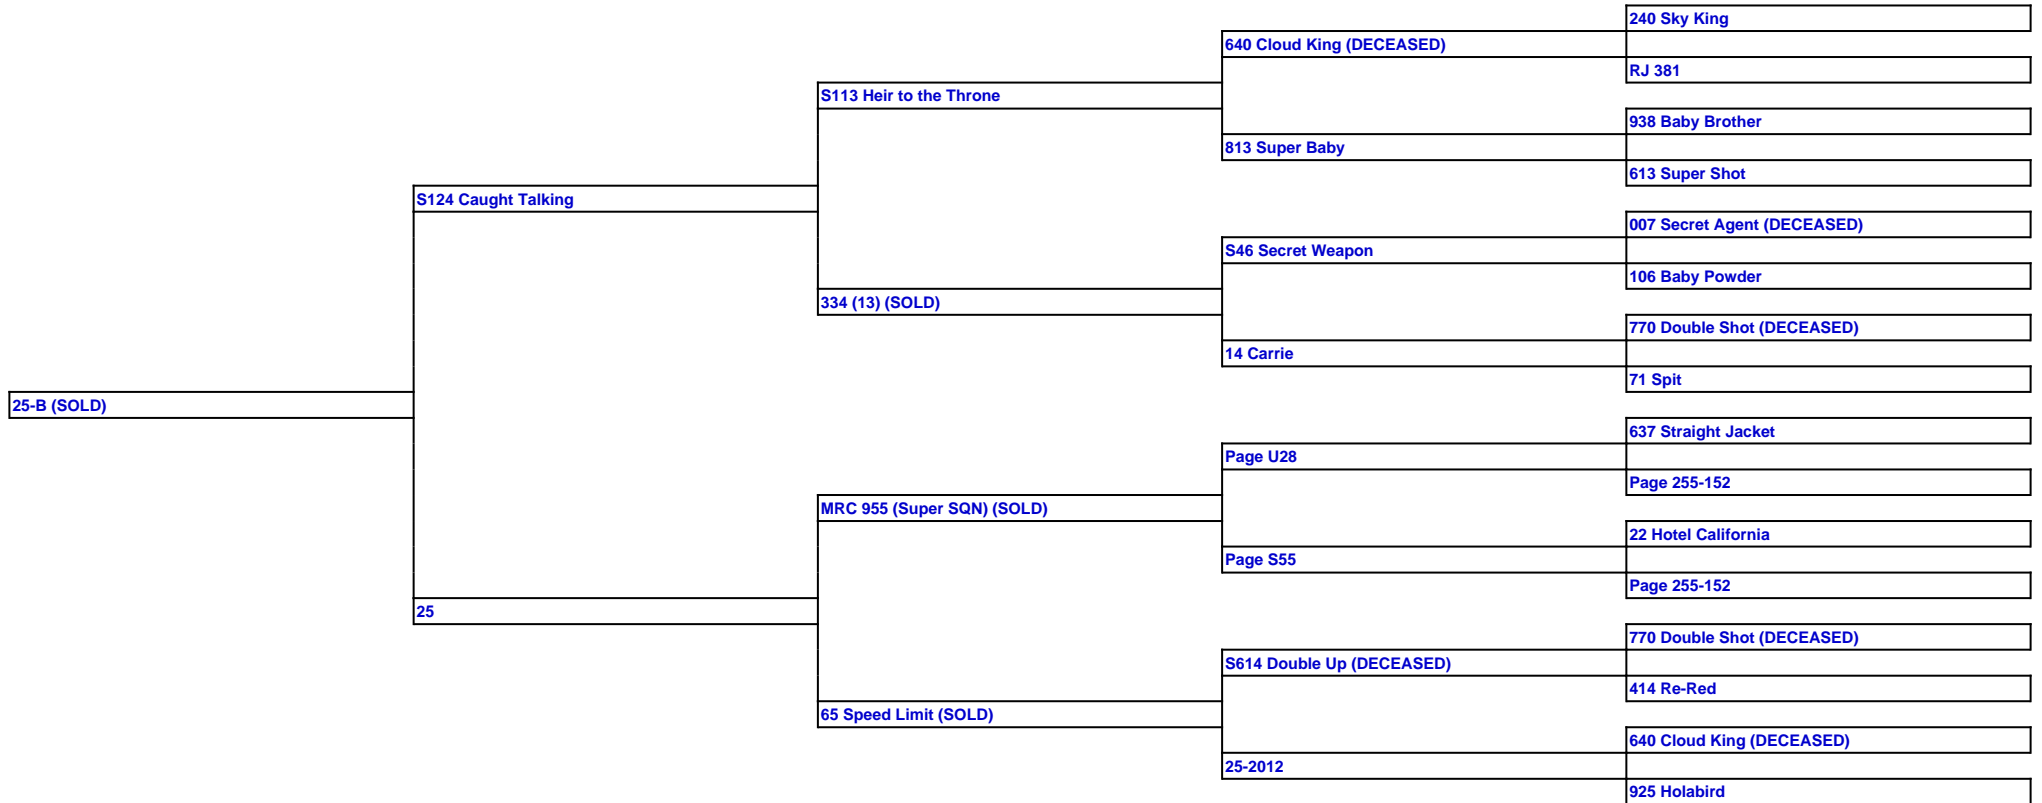 240 Sky King
640 Cloud King (DECEASED)
RJ 381
S113 Heir to the Throne
938 Baby Brother
813 Super Baby
613 Super Shot
S124 Caught Talking
007 Secret Agent (DECEASED)
S46 Secret Weapon
106 Baby Powder
334 (13) (SOLD)
770 Double Shot (DECEASED)
14 Carrie
71 Spit
25-B (SOLD)
637 Straight Jacket
Page U28
Page 255-152
MRC 955 (Super SQN) (SOLD)
22 Hotel California
Page S55
Page 255-152
25
770 Double Shot (DECEASED)
S614 Double Up (DECEASED)
414 Re-Red
65 Speed Limit (SOLD)
640 Cloud King (DECEASED)
25-2012
925 Holabird